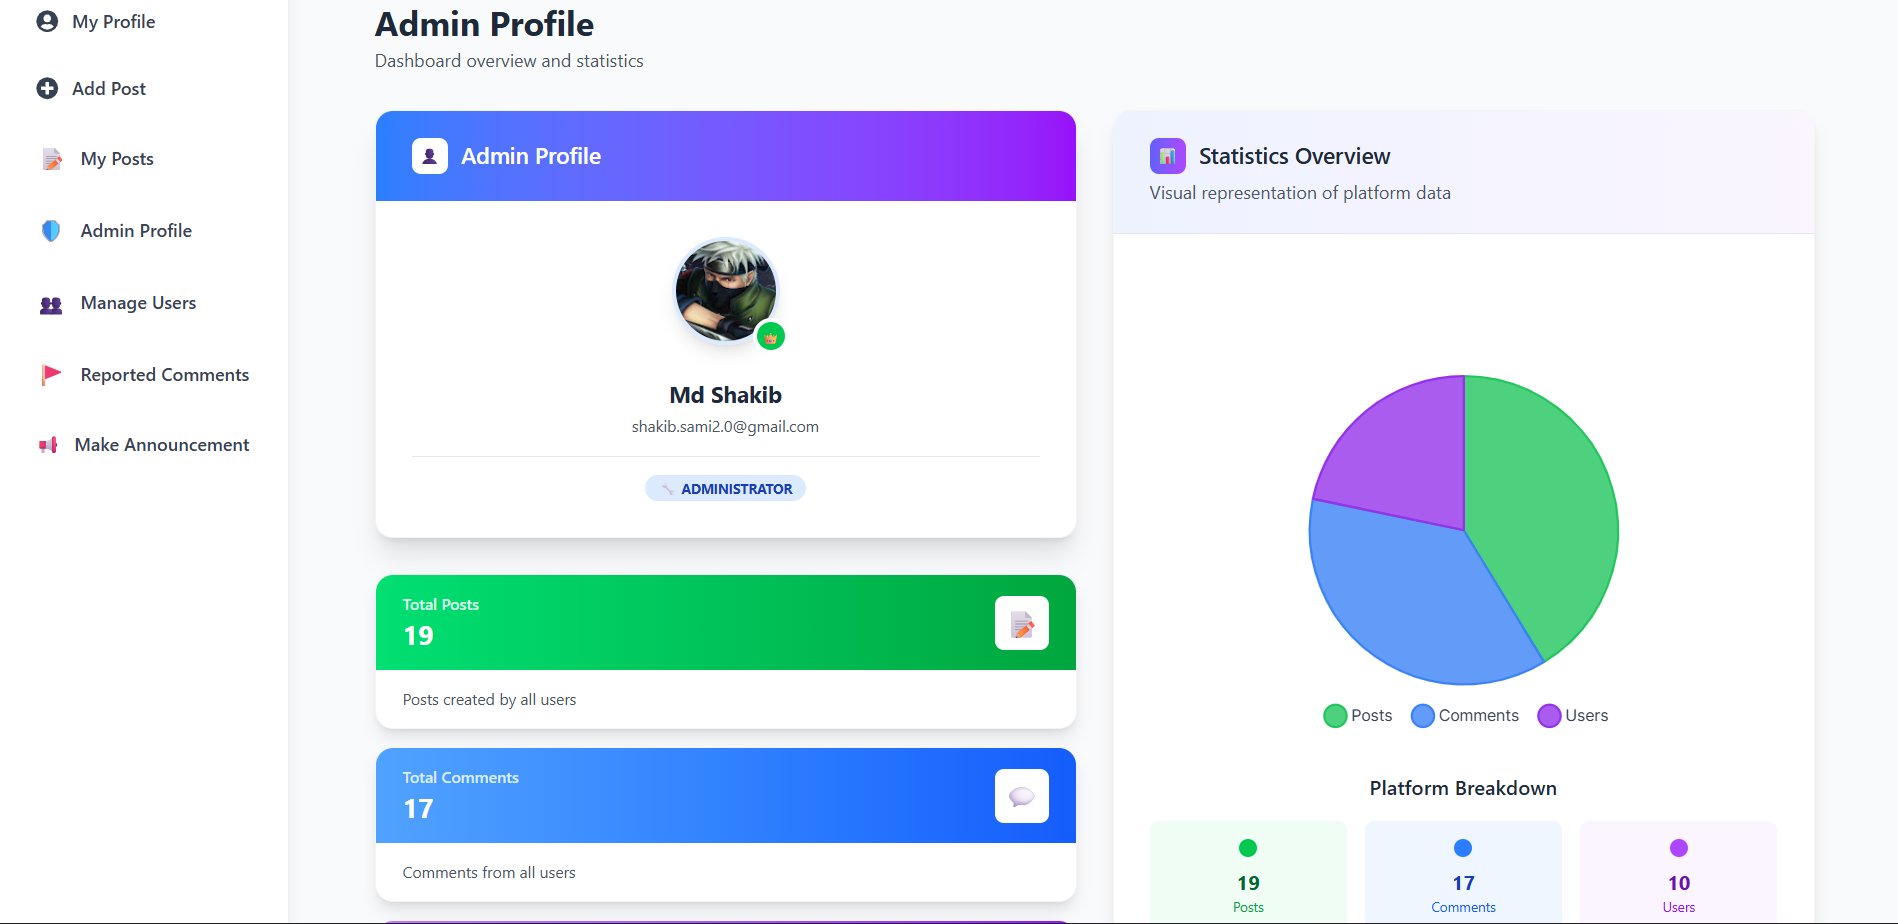 My Profile
Add Post
My Posts
Admin Profile
Manage Users
Reported Comments
Make Announcement
Admin Profile
Dashboard overview and statistics
Admin Profile
Md Shakib
shakib.sami2.0@gmail.com
ADMINISTRATOR
Total Posts
19
Posts created by all users
Total Comments
17
Comments from all users
Statistics Overview
Visual representation of platform data
Posts Comments Users
Platform Breakdown
19
Posts
17
Comments
10
Users